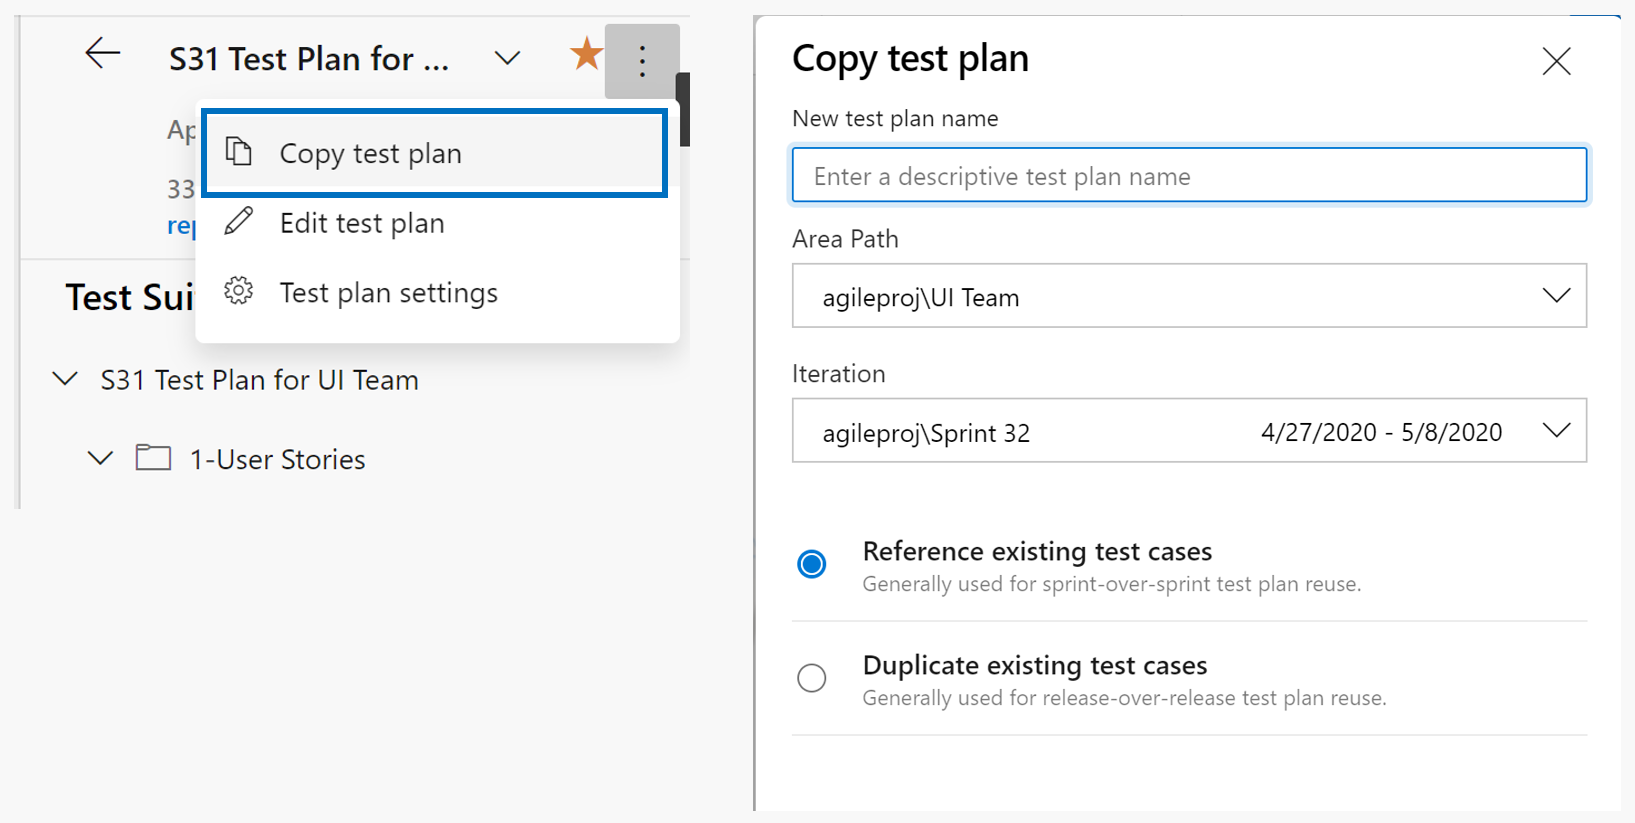 S31 Test Plan for ...
Ap
Copy test plan
33
rep
Edit test plan
Test Sui
Test plan settings
S31 Test Plan for UI Team
1-User Stories
Copy test plan
New test plan name
Enter a descriptive test plan name
Area Path
agileproj\UI Team
Iteration
agileproj\Sprint 32 4/27/2020 - 5/8/2020
Reference existing test cases
Generally used for sprint-over-sprint test plan reuse.
Duplicate existing test cases
Generally used for release-over-release test plan reuse.